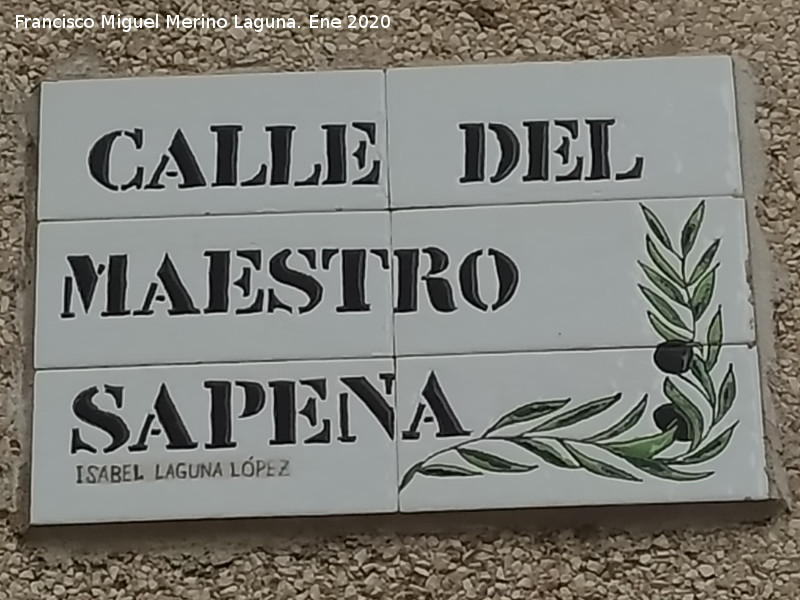 Francisco Miguel Merino Laguna. Ene 2020
CALLE DEL
MAESTRO
SAPENA
ISABEL LAGUNA LÓPEZ